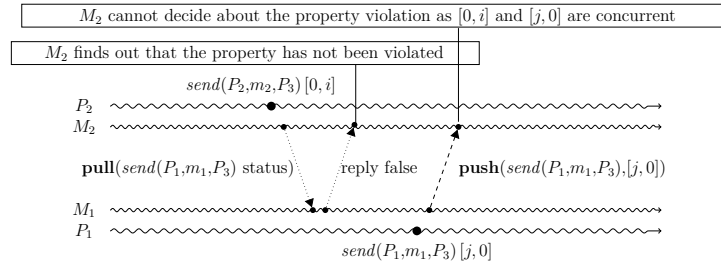 M₂ cannot decide about the property violation as [0, i] and [j, 0] are concurrent
M₂ finds out that the property has not been violated
send(P₂,m₂,P₃) [0, i]
P₂
M₂
pull(send(P₁,m₁,P₃) status) reply false push(send(P₁,m₁,P₃),[j, 0])
M₁
P₁
send(P₁,m₁,P₃) [j, 0]